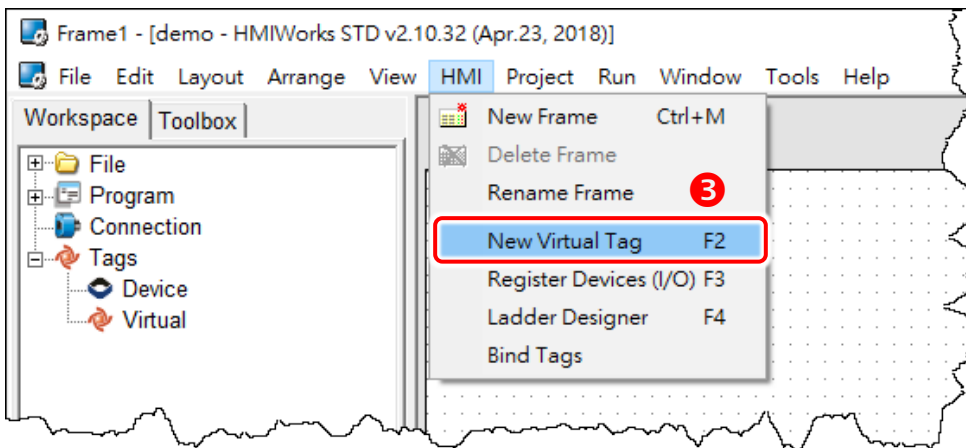 Frame1 - [demo - HMIWorks STD v2.10.32 (Apr.23, 2018)]
File Edit Layout Arrange View HMI Project Run Window Tools Help
Workspace Toolbox
File
Program
Connection
Tags
Device
Virtual
New Frame Ctrl+M
Delete Frame
Rename Frame
3
New Virtual Tag F2
Register Devices (I/O) F3
Ladder Designer F4
Bind Tags